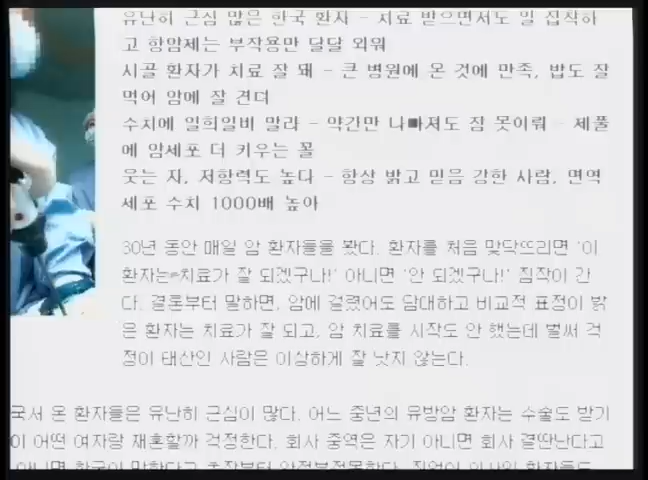 유난히 근심 많은 한국 환자 - 치료 받으면서도 일 집착하
고 항암제는 부작용만 달달 외워
시골 환자가 치료 잘 돼 - 큰 병원에 온 것에 만족, 밥도 잘
먹어 암에 잘 견뎌
수치에 일희일비 말라 - 약간만 나빠져도 잠 못이뤄 - 제풀
에 암세포 더 키우는 꼴
웃는 자, 저항력도 높다 - 항상 밝고 믿음 강한 사람, 면역
세포 수치 1000배 높아
30년 동안 매일 암 환자들을 봤다. 환자를 처음 맞닥뜨리면 '이
환자는 치료가 잘 되겠구나!' 아니면 '안 되겠구나!' 짐작이 간
다. 결론부터 말하면, 암에 걸렸어도 담대하고 비교적 표정이 밝
은 환자는 치료가 잘 되고, 암 치료를 시작도 안 했는데 벌써 걱
정이 태산인 사람은 이상하게 잘 낫지 않는다.
국서 온 환자들은 유난히 근심이 많다. 어느 중년의 유방암 환자는 수술도 받기
이 어떤 여자랑 재혼할까 걱정한다. 회사 중역은 자기 아니면 회사 결딴난다고